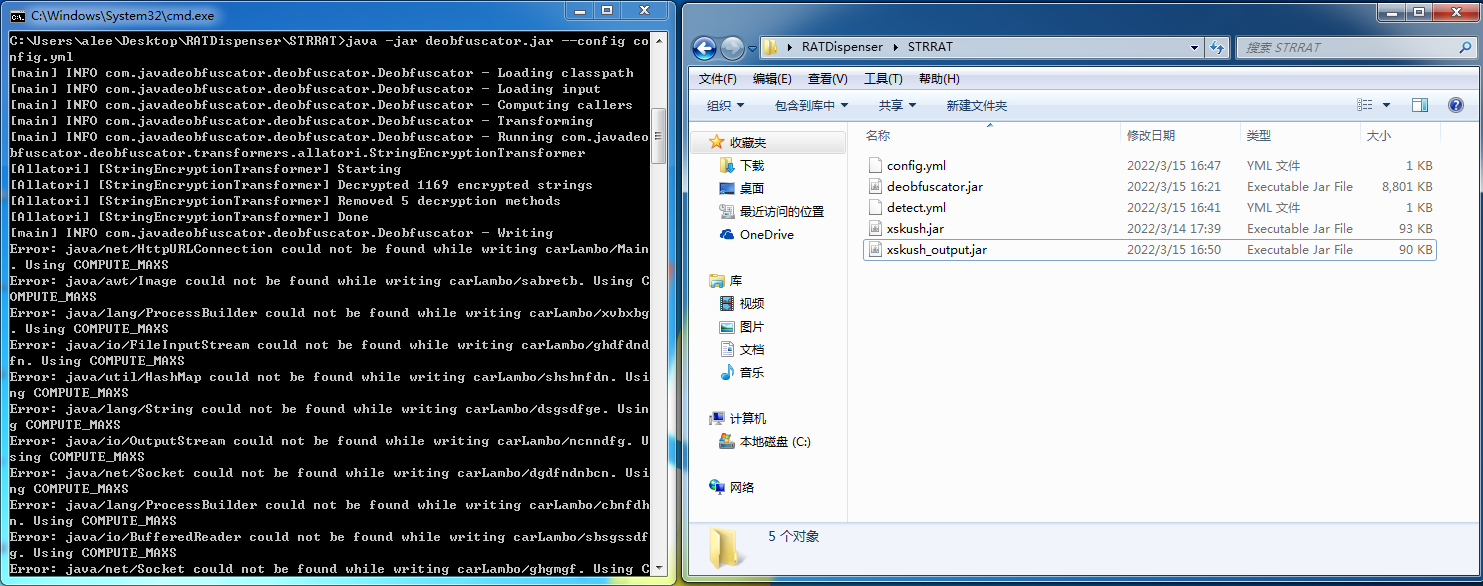 C:\Windows\System32\cmd.exe
C:\Users\alee\Desktop\RATDispenser\STRRAT>java -jar deobfuscator.jar --config co
nfig.yml
[main] INFO com.javadeobfuscator.deobfuscator.Deobfuscator - Loading classpath
[main] INFO com.javadeobfuscator.deobfuscator.Deobfuscator - Loading input
[main] INFO com.javadeobfuscator.deobfuscator.Deobfuscator - Computing callers
[main] INFO com.javadeobfuscator.deobfuscator.Deobfuscator - Transforming
[main] INFO com.javadeobfuscator.deobfuscator.Deobfuscator - Running com.javadeo
bfuscator.deobfuscator.transformers.allatori.StringEncryptionTransformer
[Allatori] [StringEncryptionTransformer] Starting
[Allatori] [StringEncryptionTransformer] Decrypted 1169 encrypted strings
[Allatori] [StringEncryptionTransformer] Removed 5 decryption methods
[Allatori] [StringEncryptionTransformer] Done
[main] INFO com.javadeobfuscator.deobfuscator.Deobfuscator - Writing
Error: java/net/HttpURLConnection could not be found while writing carLambo/Main
. Using COMPUTE_MAXS
Error: java/awt/Image could not be found while writing carLambo/sabretb. Using C
OMPUTE_MAXS
Error: java/lang/ProcessBuilder could not be found while writing carLambo/xvbxbg
. Using COMPUTE_MAXS
Error: java/io/FileInputStream could not be found while writing carLambo/ghdfdnd
fn. Using COMPUTE_MAXS
Error: java/util/HashMap could not be found while writing carLambo/shshnfdn. Usi
ng COMPUTE_MAXS
Error: java/lang/String could not be found while writing carLambo/dsgsdfge. Usin
g COMPUTE_MAXS
Error: java/io/OutputStream could not be found while writing carLambo/ncnndfg. U
sing COMPUTE_MAXS
Error: java/net/Socket could not be found while writing carLambo/dgdfndnbcn. Usi
ng COMPUTE_MAXS
Error: java/lang/ProcessBuilder could not be found while writing carLambo/cbnfdh
n. Using COMPUTE_MAXS
Error: java/io/BufferedReader could not be found while writing carLambo/sbsgssdf
g. Using COMPUTE_MAXS
Error: java/net/Socket could not be found while writing carLambo/ghgmgf. Using C
RATDispenser STRRAT
搜索 STRRAT
文件(F) 编辑(E) 查看(V) 工具(T) 帮助(H)
组织 包含到库中 共享 新建文件夹
收藏夹
下载
桌面
最近访问的位置
OneDrive
库
视频
图片
文档
音乐
计算机
本地磁盘 (C:)
网络
名称 修改日期 类型 大小
config.yml 2022/3/15 16:47 YML 文件 1 KB
deobfuscator.jar 2022/3/15 16:21 Executable Jar File 8,801 KB
detect.yml 2022/3/15 16:41 YML 文件 1 KB
xskush.jar 2022/3/14 17:39 Executable Jar File 93 KB
xskush_output.jar 2022/3/15 16:50 Executable Jar File 90 KB
5 个对象